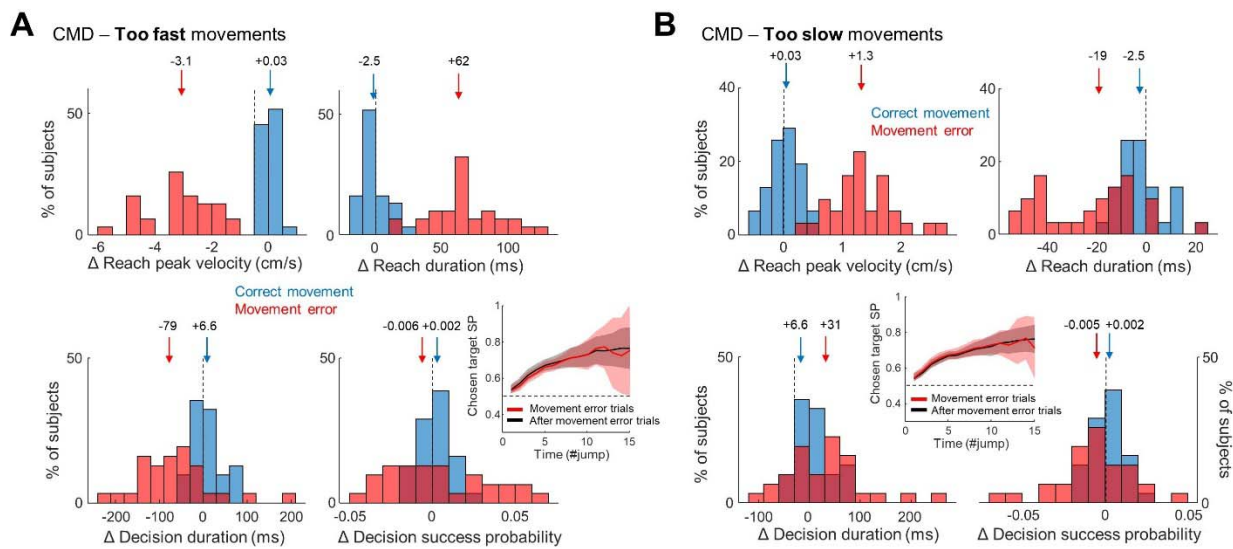 A
CMD – Too fast movements
-3.1
+0.03
-2.5
+62
% of subjects
50
0
-6
-4
-2
0
Δ Reach peak velocity (cm/s)
50
0
0
50
100
Δ Reach duration (ms)
Correct movement
Movement error
-79
+6.6
-0.006
+0.002
% of subjects
50
0
-200
-100
0
100
200
Δ Decision duration (ms)
50
0
-0.05
0
0.05
Δ Decision success probability
Chosen target SP
1
0.8
0.6
0.4
Movement error trials
After movement error trials
0
5
10
15
Time (#jump)
B
CMD – Too slow movements
+0.03
+1.3
-19
-2.5
Correct movement
Movement error
% of subjects
40
20
0
0
1
2
Δ Reach peak velocity (cm/s)
40
20
0
-40
-20
0
20
Δ Reach duration (ms)
+6.6
+31
-0.005
+0.002
% of subjects
50
0
-100
0
100
200
Δ Decision duration (ms)
50
0
% of subjects
-0.05
0
0.05
Δ Decision success probability
Chosen target SP
1
0.8
0.6
0.4
Movement error trials
After movement error trials
0
5
10
15
Time (#jump)